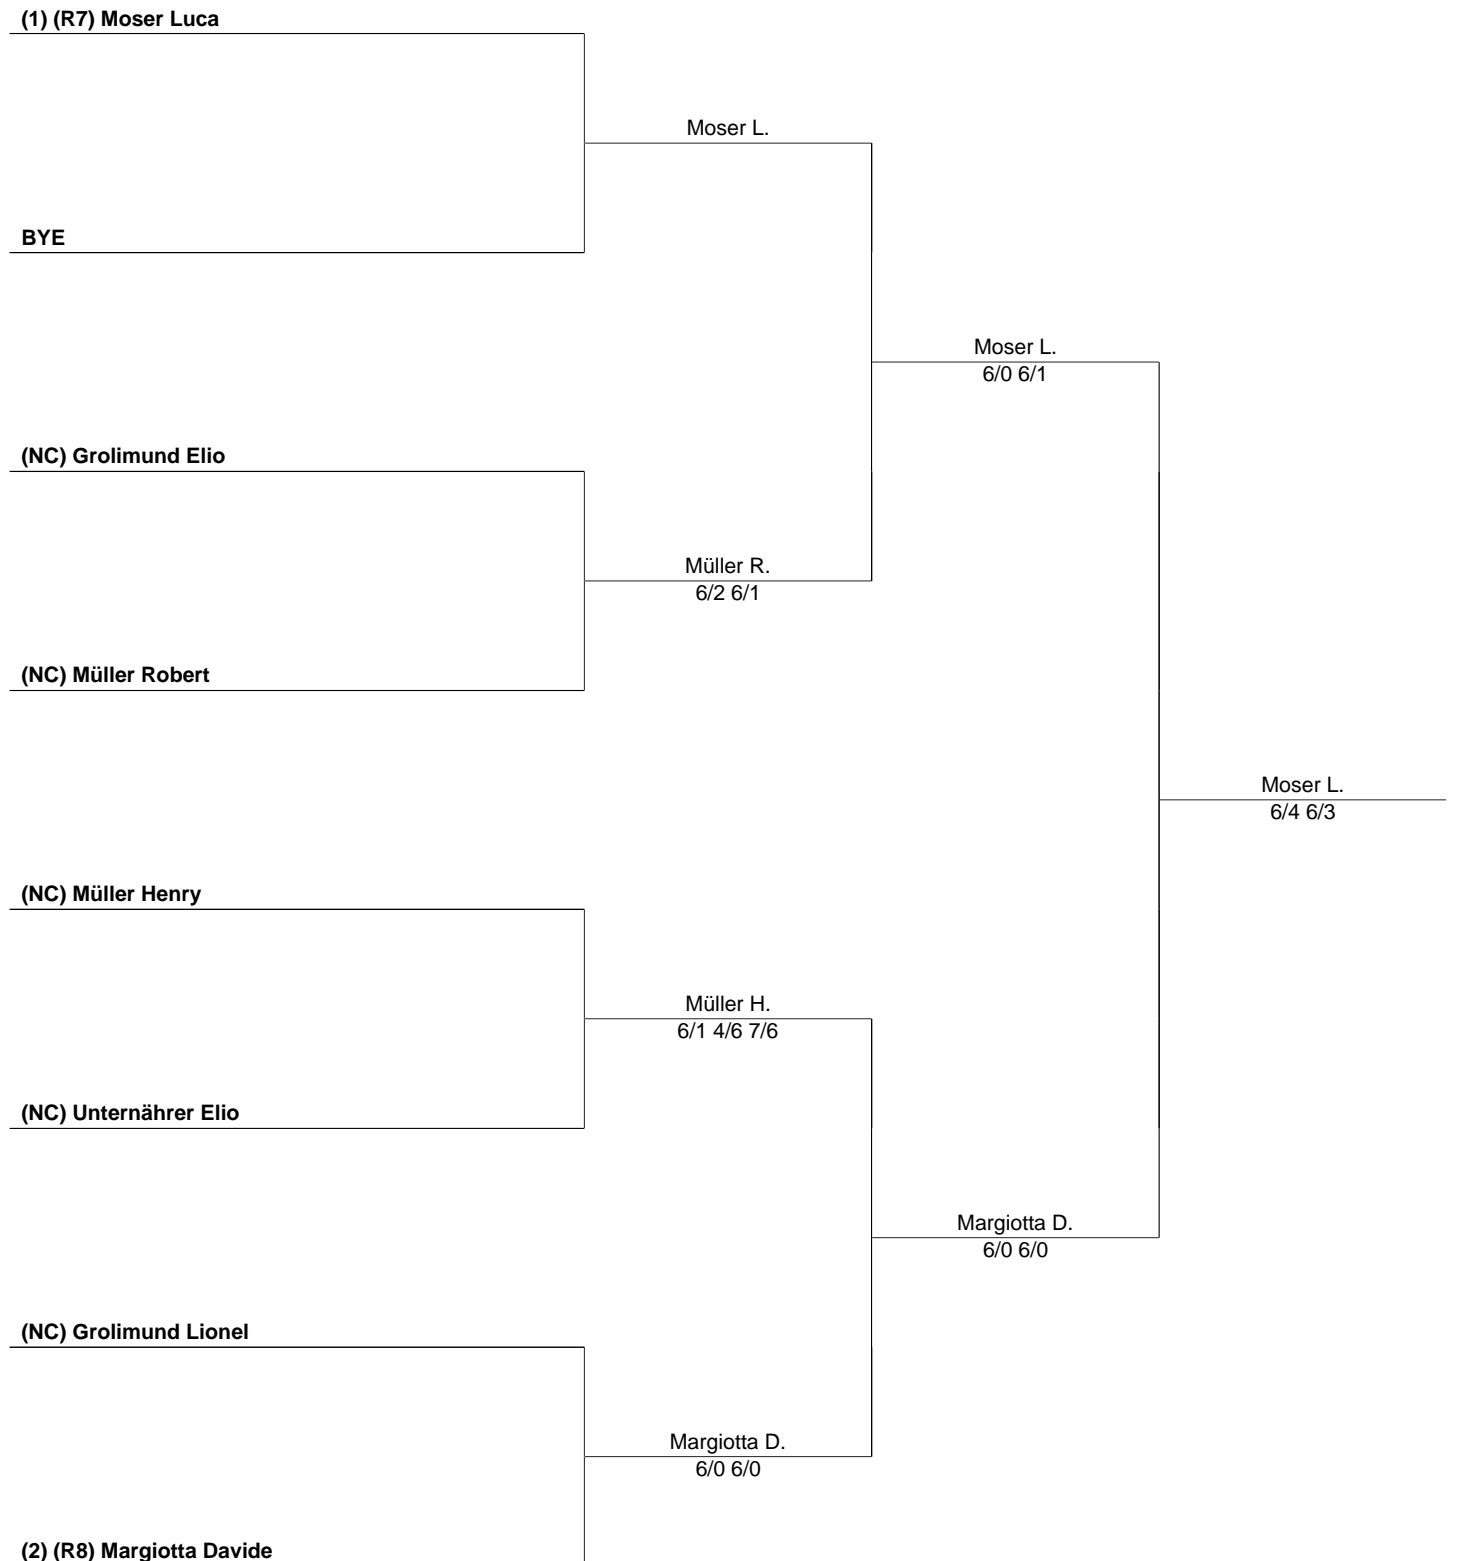 (1) (R7) Moser Luca
Moser L.
BYE
Moser L.
6/0 6/1
(NC) Grolimund Elio
Müller R.
6/2 6/1
(NC) Müller Robert
Moser L.
6/4 6/3
(NC) Müller Henry
Müller H.
6/1 4/6 7/6
(NC) Unternährer Elio
Margiotta D.
6/0 6/0
(NC) Grolimund Lionel
Margiotta D.
6/0 6/0
(2) (R8) Margiotta Davide